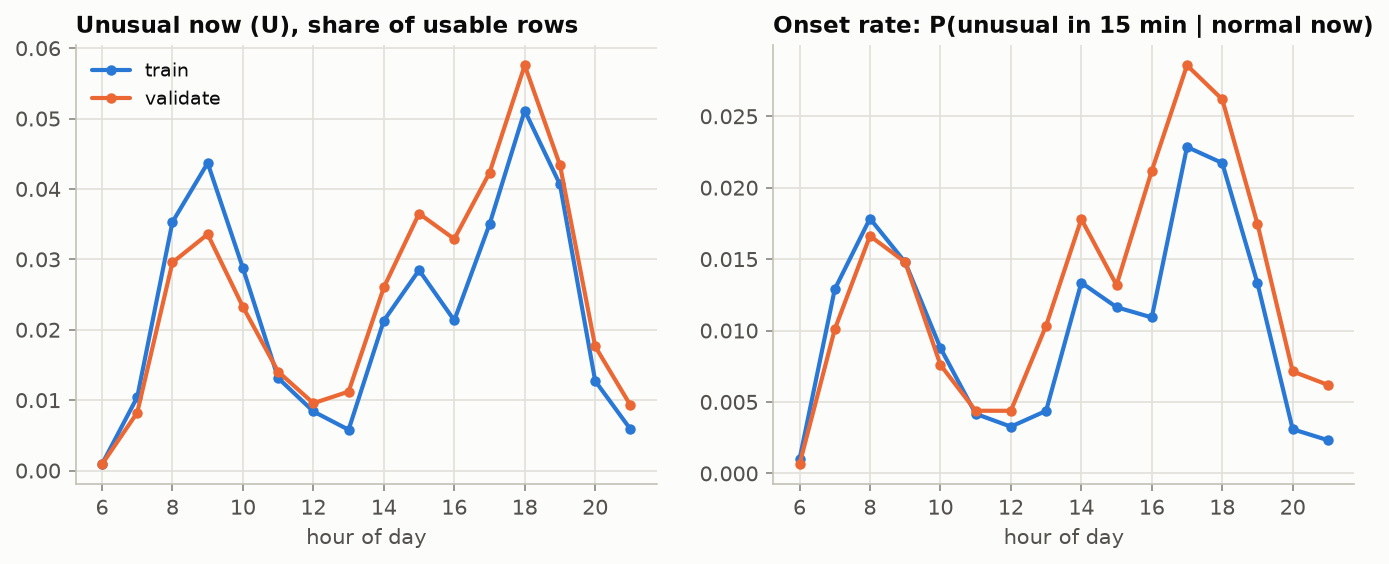 Unusual now (U), share of usable rows
0.06
0.05
0.04
0.03
0.02
0.01
0.00
train
validate
6 8 10 12 14 16 18 20
hour of day
Onset rate: P(unusual in 15 min | normal now)
0.025
0.020
0.015
0.010
0.005
0.000
6 8 10 12 14 16 18 20
hour of day